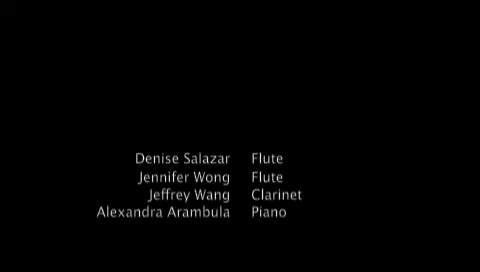 Denise Salazar Flute
Jennifer Wong Flute
Jeffrey Wang Clarinet
Alexandra Arambula Piano